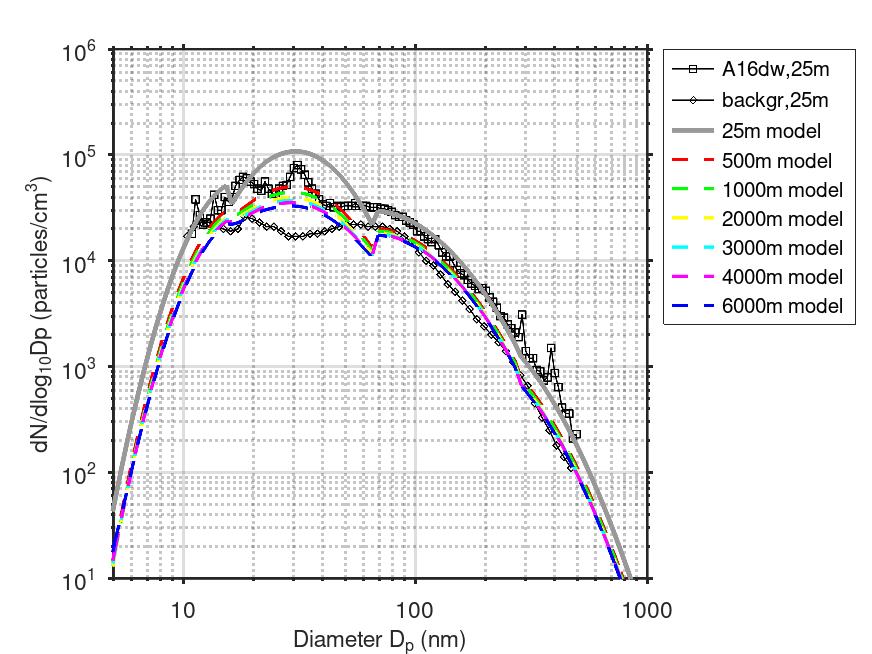 10^6
10^5
10^4
10^3
10^2
10^1
dN/dlog_10Dp (particles/cm^3)
10 100 1000
Diameter D_p (nm)
A16dw,25m
backgr,25m
25m model
500m model
1000m model
2000m model
3000m model
4000m model
6000m model